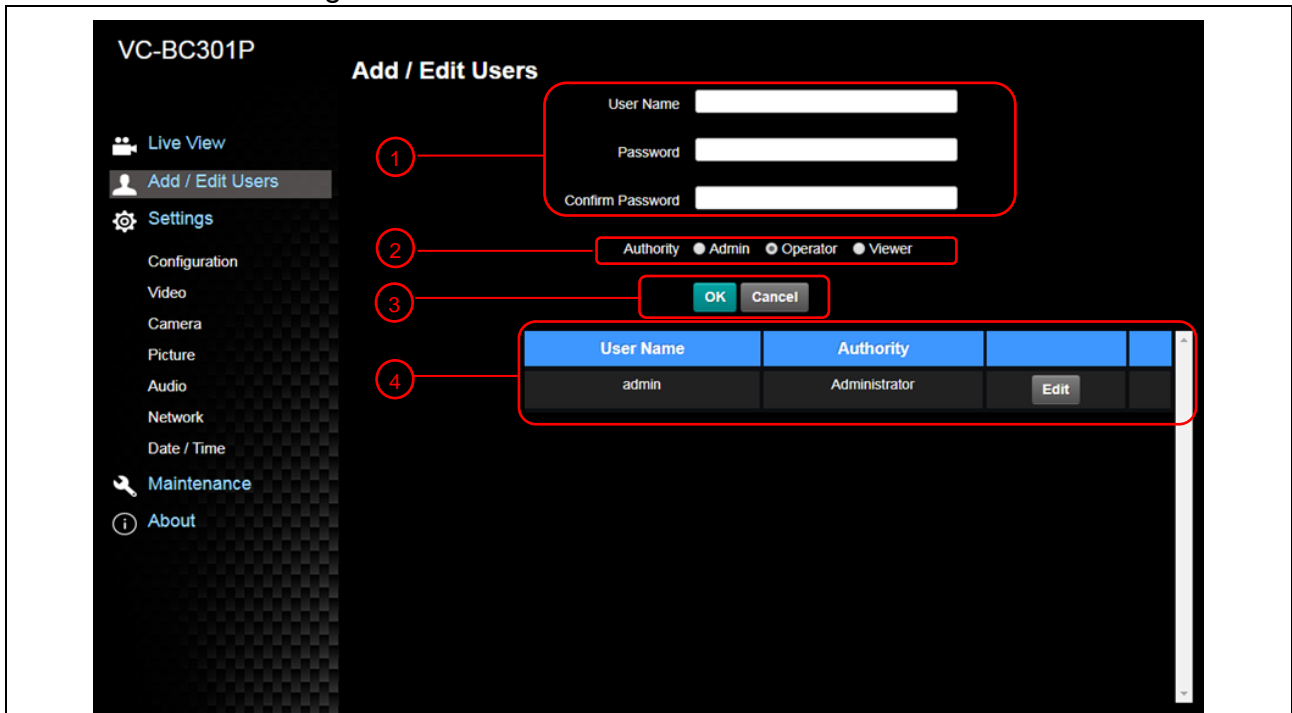 VC-BC301P
Add / Edit Users
User Name
Live View
1
Password
Add / Edit Users
Confirm Password
Settings
2
Authority Admin Operator Viewer
Configuration
Video
3
OK Cancel
Camera
User Name Authority
Picture
4
admin Administrator Edit
Audio
Network
Date / Time
Maintenance
About